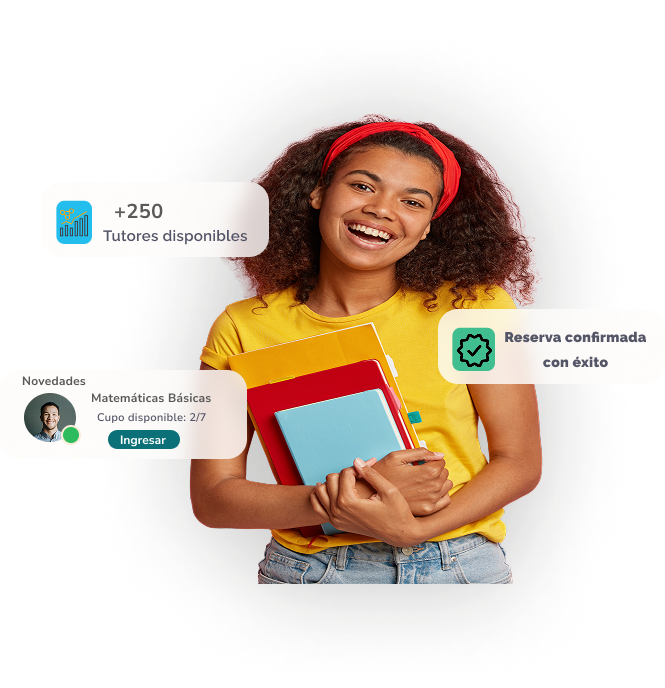 +250
Tutores disponibles
Reserva confirmada
con éxito
Novedades
Matemáticas Básicas
Cupo disponible: 2/7
Ingresar